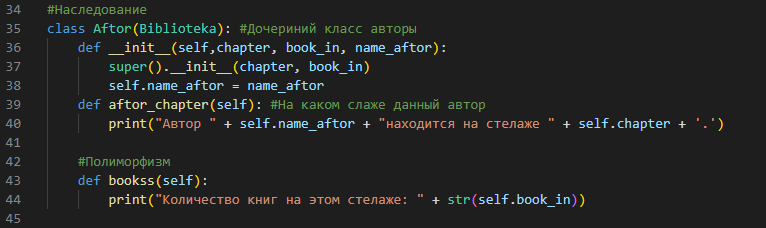 34 #Наследование
35 class Aftor(Biblioteka): #Дочериний класс авторы
36     def __init__(self,chapter, book_in, name_aftor):
37         super().__init__(chapter, book_in)
38         self.name_aftor = name_aftor
39     def aftor_chapter(self): #На каком слаже данный автор
40         print("Автор " + self.name_aftor + "находится на стелаже " + self.chapter + '.')
41
42     #Полиморфизм
43     def bookss(self):
44         print("Количество книг на этом стелаже: " + str(self.book_in))
45